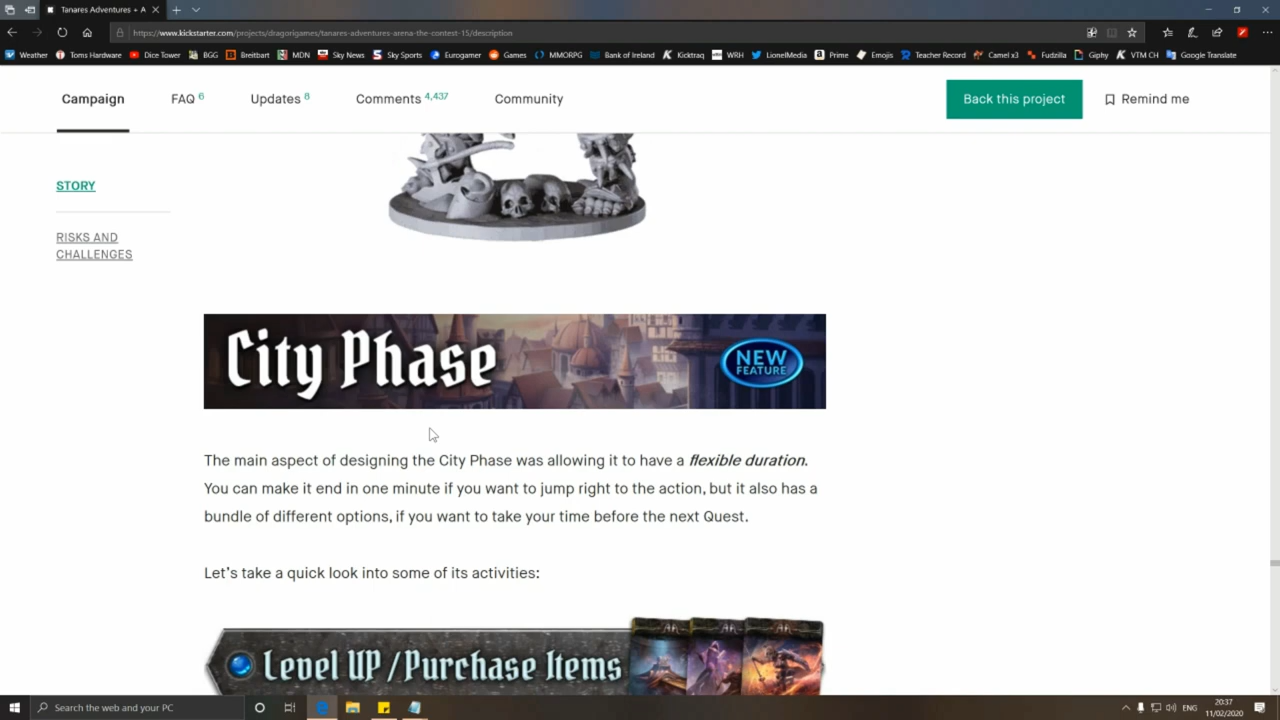 Tanares Adventures + A
https://www.kickstarter.com/projects/dragorigames/tanares-adventures-arena-the-contest-15/description
Weather Toms Hardware Dice Tower BGG Breitbart MDN Sky News Sky Sports Eurogamer Games MMORPG Bank of Ireland Kicktraq WRH LionelMedia Prime Emojis Teacher Record Camel x3 Fudzilla Giphy VTM CH Google Translate
Campaign FAQ 6 Updates 8 Comments 4,437 Community Back this project Remind me
STORY
RISKS AND
CHALLENGES
City Phase NEW
FEATURE
The main aspect of designing the City Phase was allowing it to have a flexible duration.
You can make it end in one minute if you want to jump right to the action, but it also has a
bundle of different options, if you want to take your time before the next Quest.
Let's take a quick look into some of its activities:
Level UP/Purchase Items
Search the web and your PC
ENG
20:37
11/02/2020